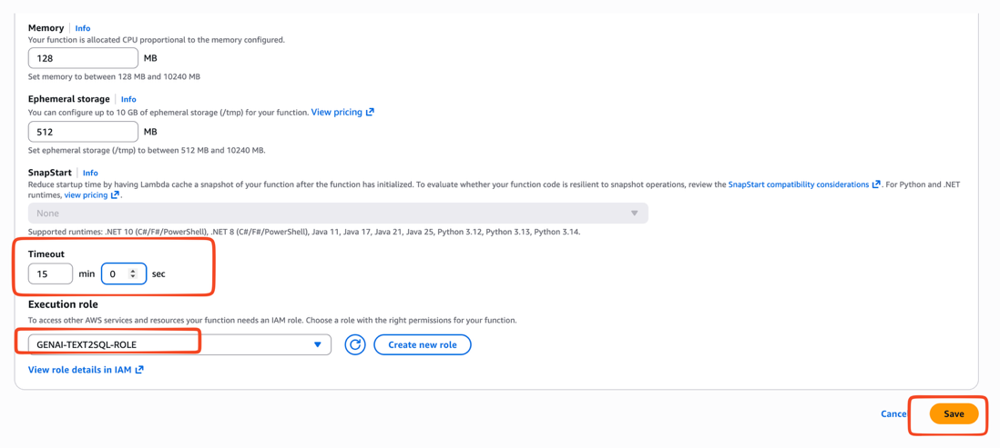 Memory | Info
Your function is allocated CPU proportional to the memory configured.
128 MB
Set memory to between 128 MB and 10240 MB
Ephemeral storage | Info
You can configure up to 10 GB of ephemeral storage (/tmp) for your function. View pricing
512 MB
Set ephemeral storage (/tmp) to between 512 MB and 10240 MB.
SnapStart | Info
Reduce startup time by having Lambda cache a snapshot of your function after the function has initialized. To evaluate whether your function code is resilient to snapshot operations, review the SnapStart compatibility considerations . For Python and .NET
runtimes, view pricing .
None
Supported runtimes: .NET 10 (C#/F#/PowerShell), .NET 8 (C#/F#/PowerShell), Java 11, Java 17, Java 21, Java 25, Python 3.12, Python 3.13, Python 3.14.
Timeout
15 min 0 sec
Execution role
To access other AWS services and resources your function needs an IAM role. Choose a role with the right permissions for your function.
GENAI-TEXT2SQL-ROLE Create new role
View role details in IAM
Cance Save